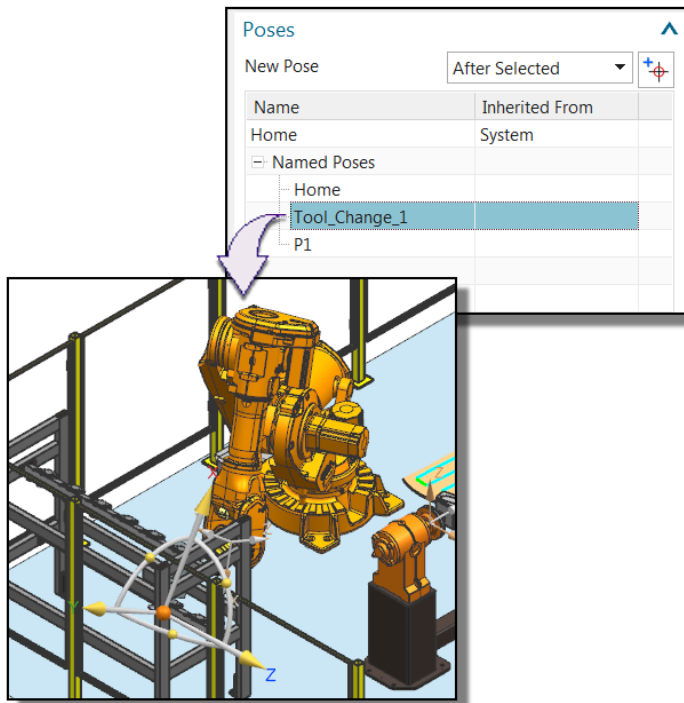 Poses
New Pose After Selected
Name Inherited From
Home System
Named Poses
Home
Tool_Change_1
P1
X
Y
Z